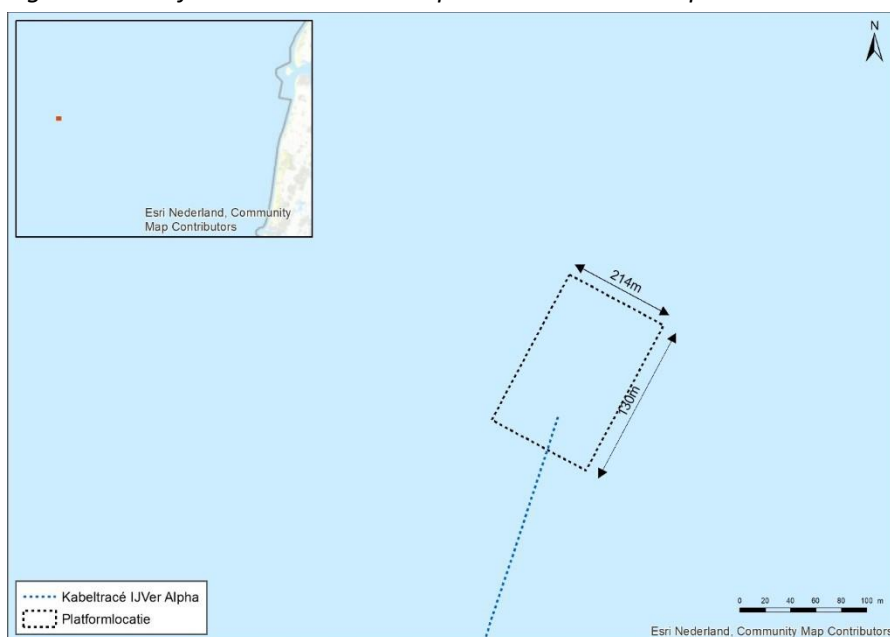 N
Esri Nederland, Community
Map Contributors
214m
130m
Kabeltracé IJVer Alpha
Platformlocatie
0 20 40 60 80 100 m
Esri Nederland, Community Map Contributors